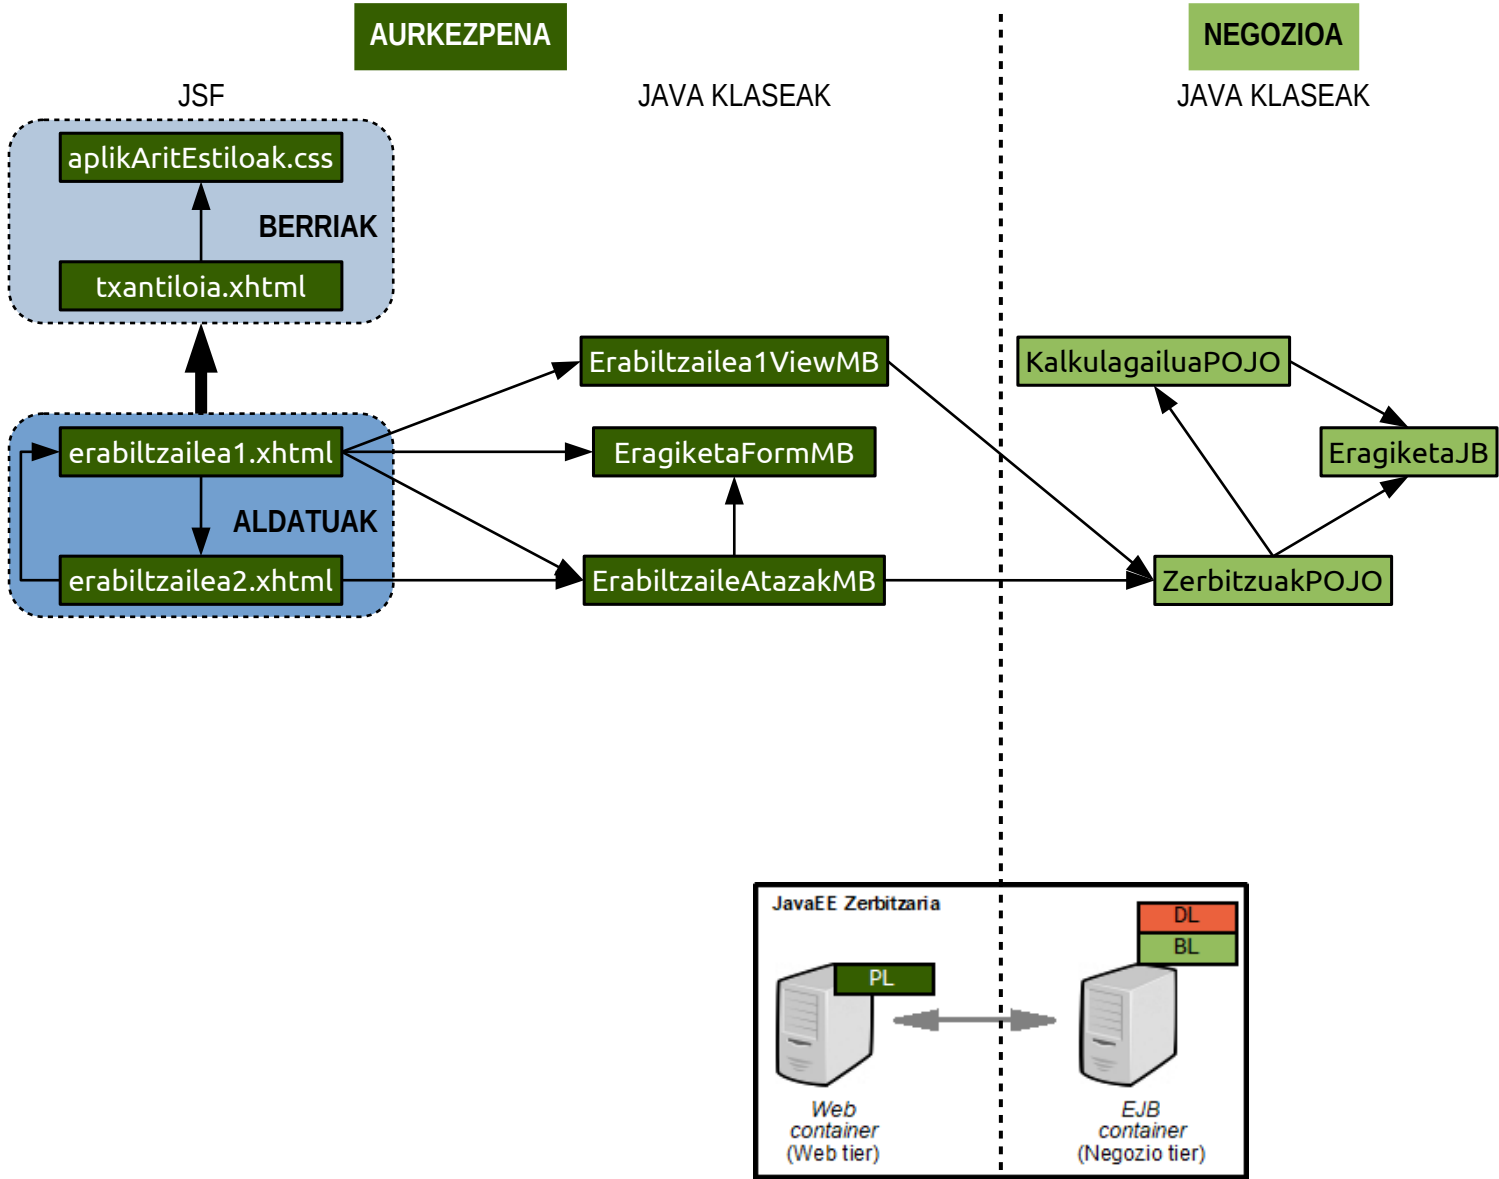 AURKEZPENA
NEGOZIOA
JSF
JAVA KLASEAK
JAVA KLASEAK
aplikAritEstiloak.css
BERRIAK
txantiloia.xhtml
Erabiltzailea1ViewMB
KalkulagailuaPOJO
erabiltzailea1.xhtml
EragiketaFormMB
EragiketaJB
ALDATUAK
erabiltzailea2.xhtml
ErabiltzaileAtazakMB
ZerbitzuakPOJO
JavaEE Zerbitzaria
DL
BL
PL
Web
container
(Web tier)
EJB
container
(Negozio tier)